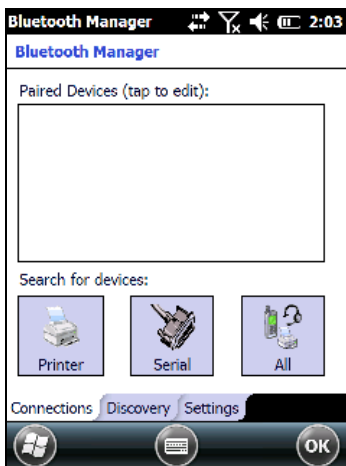 Bluetooth Manager 2:03
Bluetooth Manager
Paired Devices (tap to edit):
Search for devices:
Printer Serial All
Connections Discovery Settings
OK